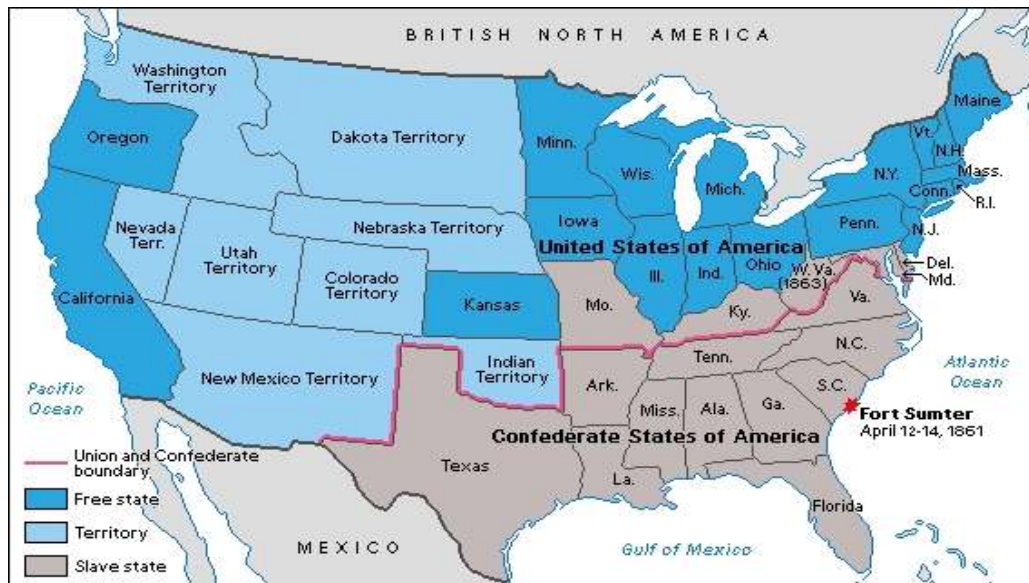 BRITISH NORTH AMERICA
Washington
Territory
Oregon
Dakota Territory
Minn.
Wis.
Mich.
Maine
Vt.
N.H.
N.Y.
Mass.
Conn.
R.I.
Nevada
Terr.
Utah
Territory
Nebraska Territory
Iowa
Penn.
N.J.
United States of America
Colorado
Territory
California
Kansas
Ill.
Ind.
Ohio
W. Va.
(1863)
Del.
Md.
Mo.
Ky.
Va.
Pacific
Ocean
New Mexico Territory
Indian
Territory
Tenn.
N.C.
Atlantic
Ocean
Ark.
Miss.
Ala.
Ga.
S.C.
Fort Sumter
April 12-14, 1861
Confederate States of America
Texas
La.
Florida
MEXICO
Gulf of Mexico
Union and Confederate
boundary
Free state
Territory
Slave state